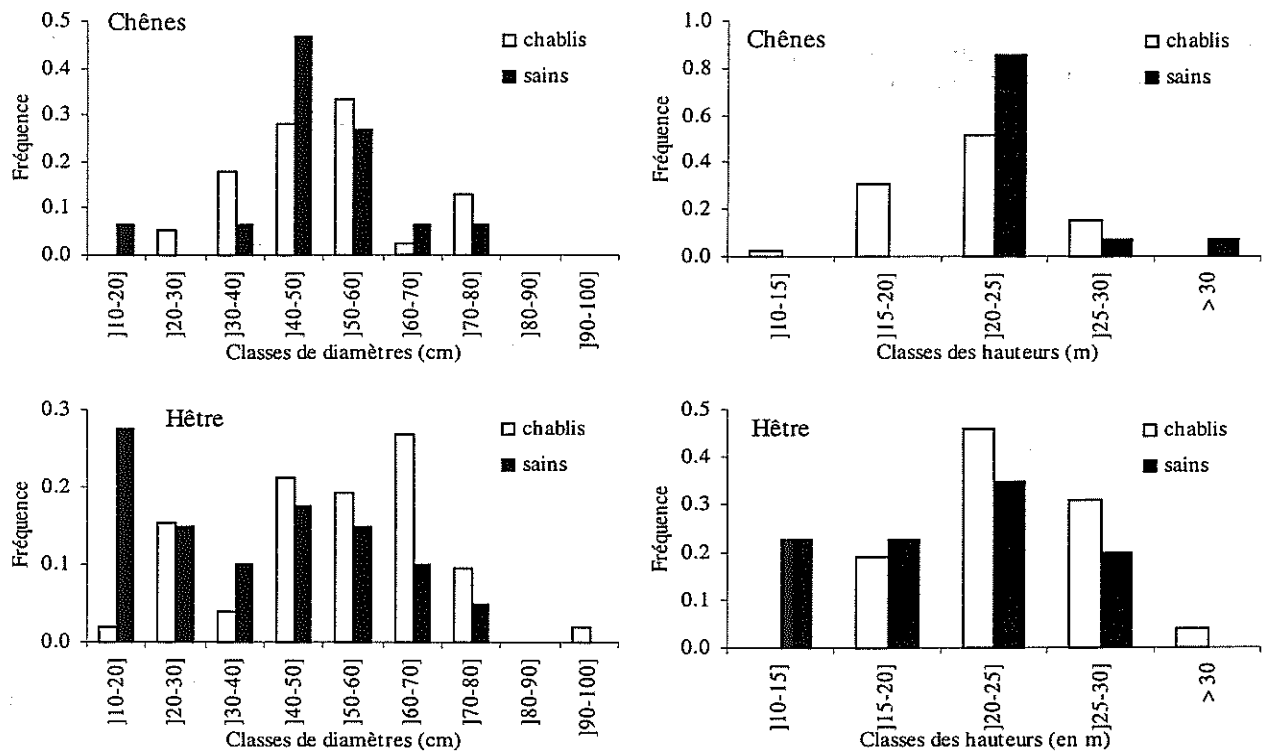 Chênes
chablis
sains
Fréquence
0.5
0.4
0.3
0.2
0.1
0.0
]10-20]
]20-30]
]30-40]
]40-50]
]50-60]
]60-70]
]70-80]
]80-90]
]90-100]
Classes de diamètres (cm)
Chênes
chablis
sains
Fréquence
1.0
0.8
0.6
0.4
0.2
0.0
]10-15]
]15-20]
]20-25]
]25-30]
> 30
Classes des hauteurs (m)
Hêtre
chablis
sains
Fréquence
0.3
0.2
0.1
0.0
]10-20]
]20-30]
]30-40]
]40-50]
]50-60]
]60-70]
]70-80]
]80-90]
]90-100]
Classes de diamètres (cm)
Hêtre
chablis
sains
Fréquence
0.5
0.4
0.3
0.2
0.1
0.0
]10-15]
]15-20]
]20-25]
]25-30]
> 30
Classes des hauteurs (en m)